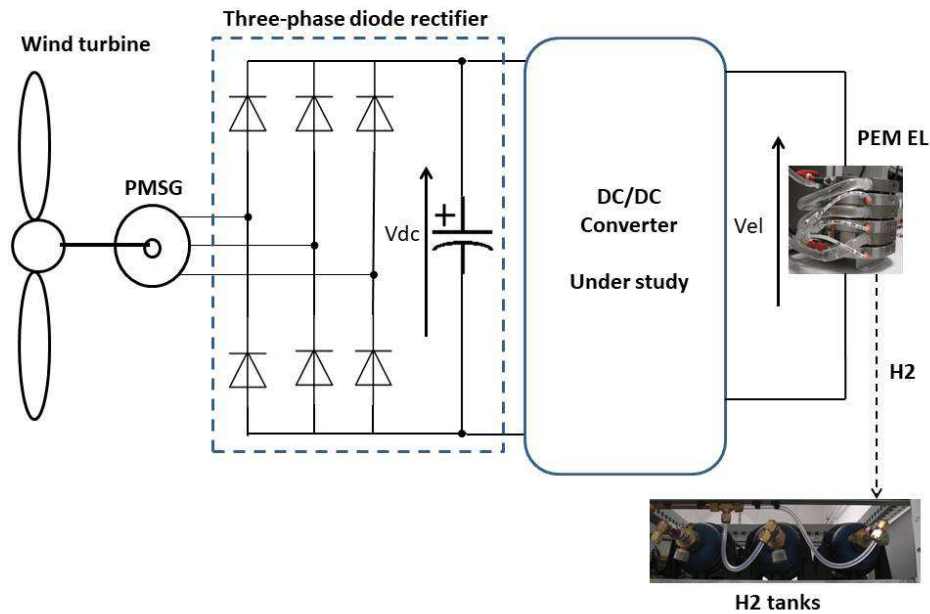 Three-phase diode rectifier
Wind turbine
PMSG
Vdc
+
DC/DC
Converter
Under study
Vel
PEM EL
H2
H2 tanks